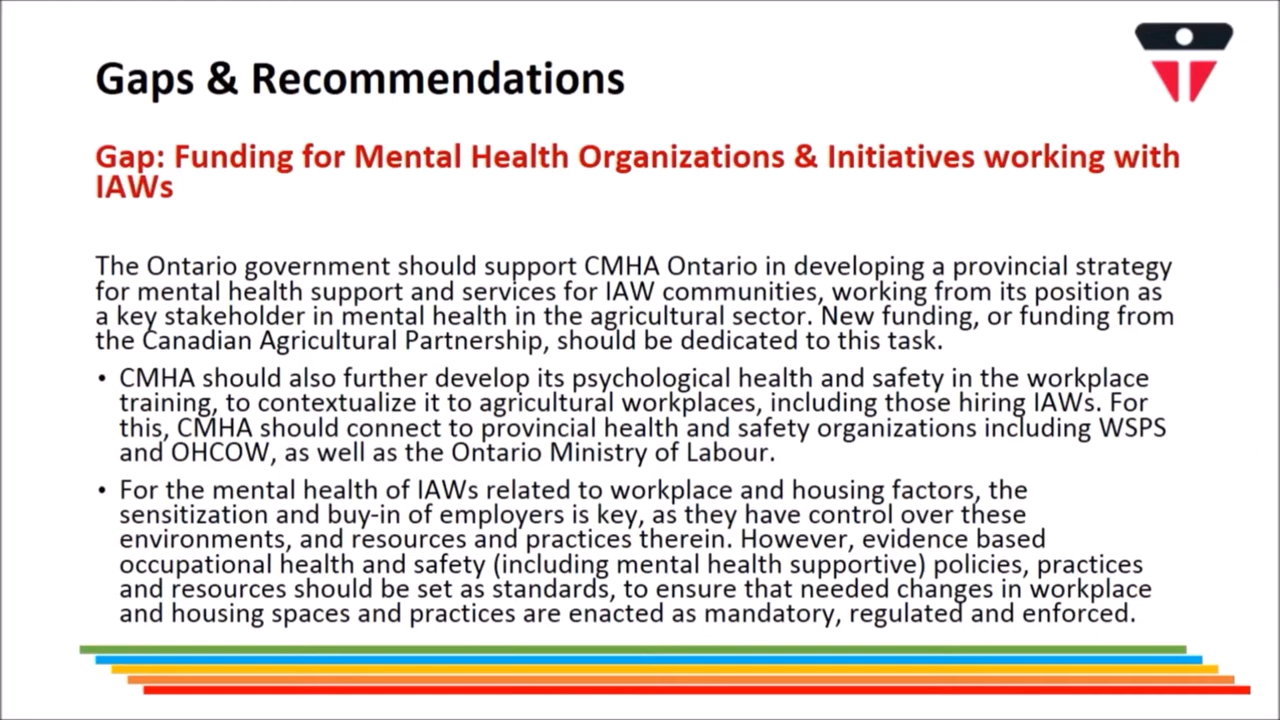 Gaps & Recommendations
Gap: Funding for Mental Health Organizations & Initiatives working with
IAWs
The Ontario government should support CMHA Ontario in developing a provincial strategy
for mental health support and services for IAW communities, working from its position as
a key stakeholder in mental health in the agricultural sector. New funding, or funding from
the Canadian Agricultural Partnership, should be dedicated to this task.
• CMHA should also further develop its psychological health and safety in the workplace
training, to contextualize it to agricultural workplaces, including those hiring IAWs. For
this, CMHA should connect to provincial health and safety organizations including WSPS
and OHCOW, as well as the Ontario Ministry of Labour.
• For the mental health of IAWs related to workplace and housing factors, the
sensitization and buy-in of employers is key, as they have control over these
environments, and resources and practices therein. However, evidence based
occupational health and safety (including mental health supportive) policies, practices
and resources should be set as standards, to ensure that needed changes in workplace
and housing spaces and practices are enacted as mandatory, regulated and enforced.